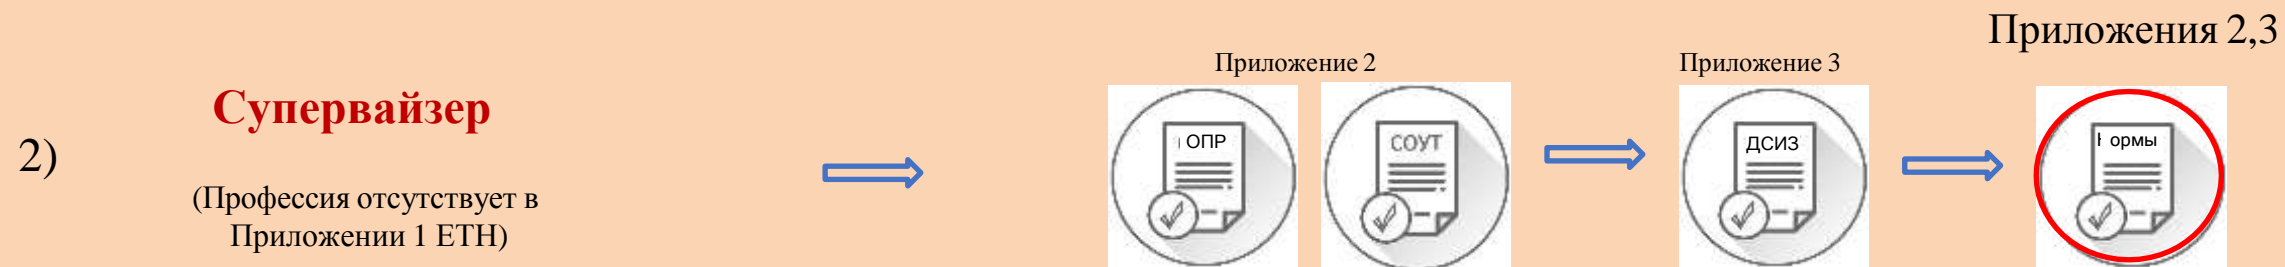 Приложения 2,3
Приложение 2
Приложение 3
2)
Супервайзер
(Профессия отсутствует в
Приложении 1 ЕТН)
ОПР
СОУТ
ДСИЗ
ормы